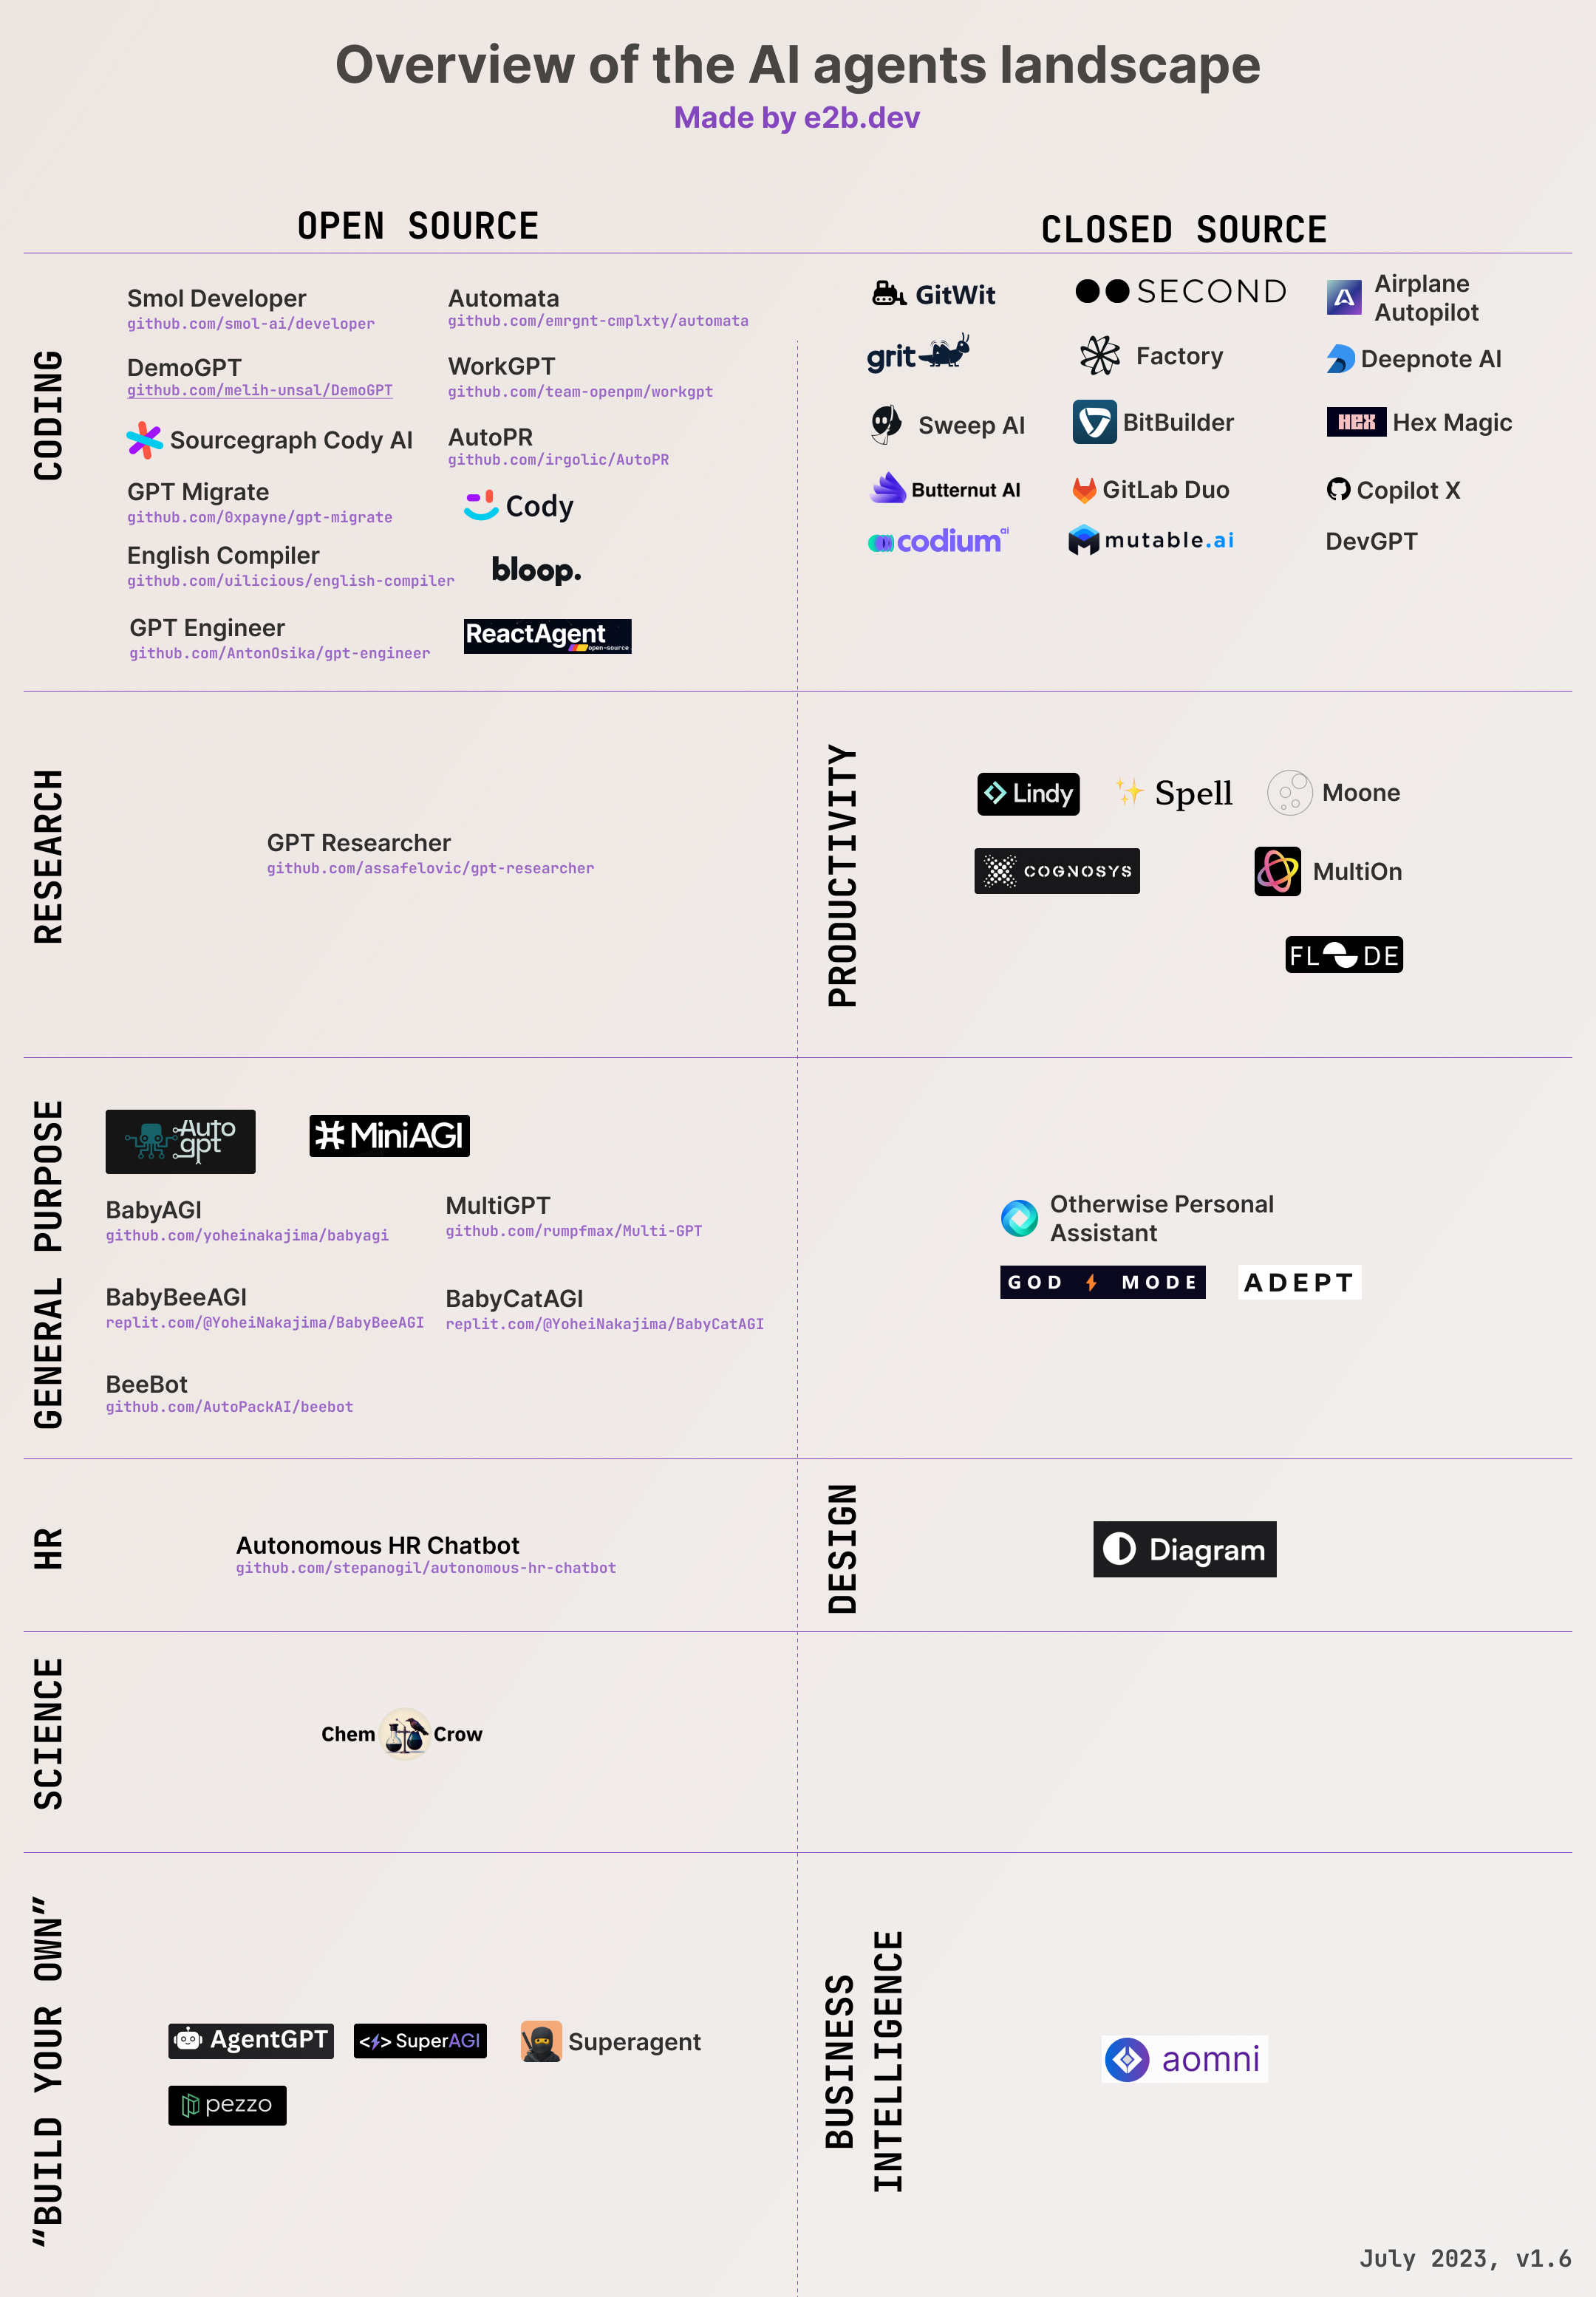 Overview of the AI agents landscape
Made by e2b.dev
OPEN SOURCE
CLOSED SOURCE
CODING
Smol Developer
github.com/smol-ai/developer
Automata
github.com/emrgnt-cmplxty/automata
DemoGPT
github.com/melih-unsal/DemoGPT
WorkGPT
github.com/team-openpm/workgpt
Sourcegraph Cody AI
AutoPR
github.com/irgolic/AutoPR
GPT Migrate
github.com/0xpayne/gpt-migrate
Cody
English Compiler
github.com/uilicious/english-compiler
bloop.
GPT Engineer
github.com/AntonOsika/gpt-engineer
ReactAgent
open-source
GitWit
SECOND
Airplane
Autopilot
grit
Factory
Deepnote AI
Sweep AI
BitBuilder
HEX
Hex Magic
Butternut AI
GitLab Duo
Copilot X
codium ai
mutable.ai
DevGPT
RESEARCH
GPT Researcher
github.com/assafelovic/gpt-researcher
PRODUCTIVITY
Lindy
Spell
Moone
COGNOSYS
MultiOn
FL DE
GENERAL PURPOSE
Auto
gpt
MiniAGI
BabyAGI
github.com/yoheinakajima/babyagi
MultiGPT
github.com/rumpfmax/Multi-GPT
BabyBeeAGI
replit.com/@YoheiNakajima/BabyBeeAGI
BabyCatAGI
replit.com/@YoheiNakajima/BabyCatAGI
BeeBot
github.com/AutoPackAI/beebot
Otherwise Personal
Assistant
GOD MODE
ADEPT
HR
Autonomous HR Chatbot
github.com/stepanogil/autonomous-hr-chatbot
DESIGN
Diagram
SCIENCE
Chem Crow
“BUILD YOUR OWN”
AgentGPT
</> SuperAGI
Superagent
pezzo
BUSINESS
INTELLIGENCE
aomni
July 2023, v1.6